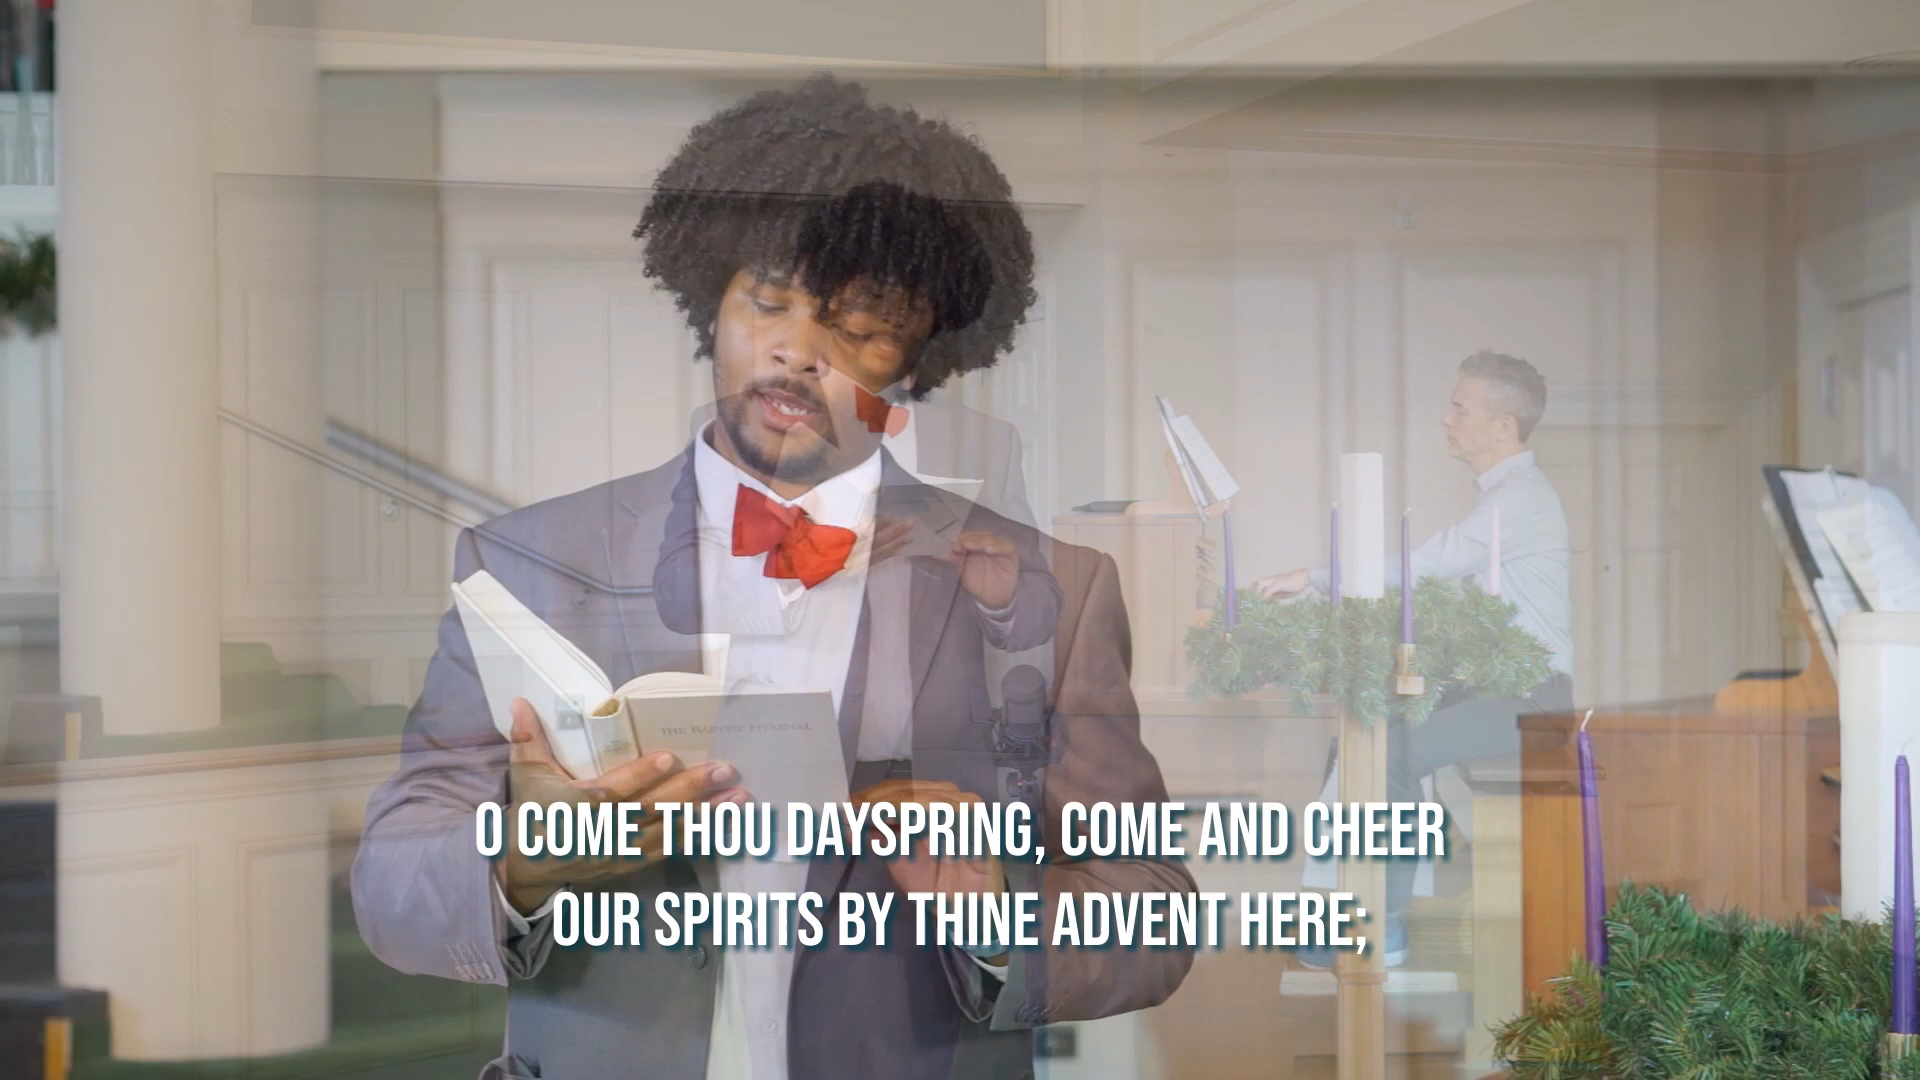 THE BAPTIST HYMNAL
O COME THOU DAYSPRING, COME AND CHEER
OUR SPIRITS BY THINE ADVENT HERE;